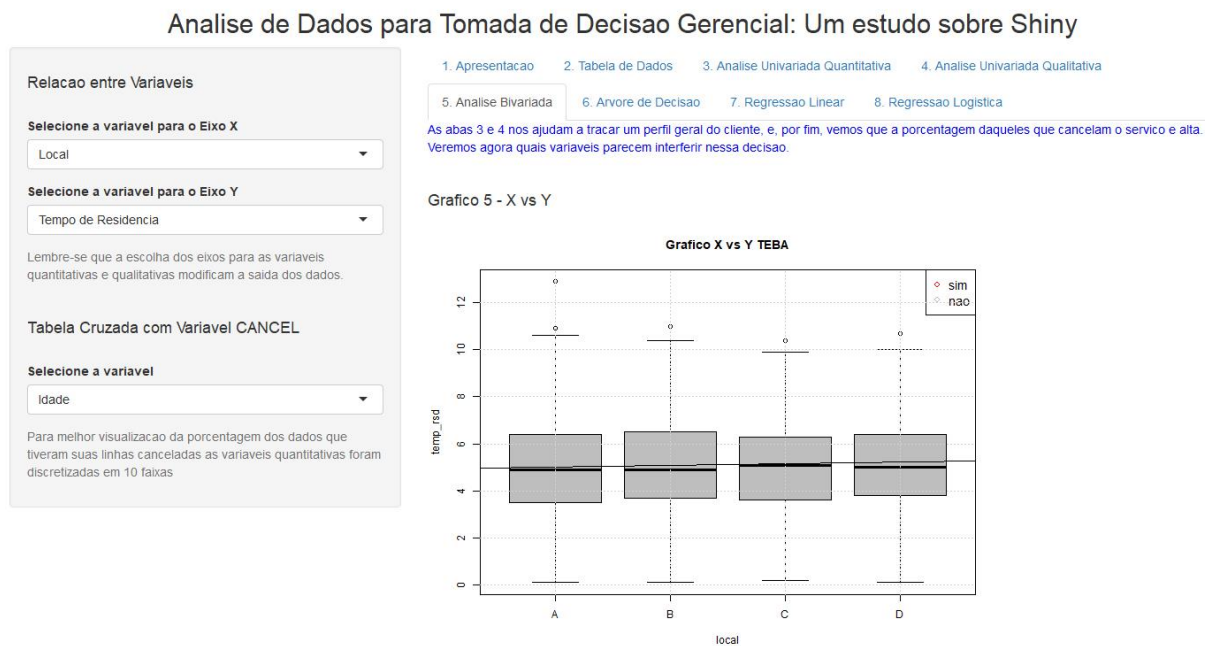 Analise de Dados para Tomada de Decisao Gerencial: Um estudo sobre Shiny
Relacao entre Variaveis
Selecione a variavel para o Eixo X
Local
Selecione a variavel para o Eixo Y
Tempo de Residencia
Lembre-se que a escolha dos eixos para as variaveis
quantitativas e qualitativas modificam a saida dos dados.
Tabela Cruzada com Variavel CANCEL
Selecione a variavel
Idade
Para melhor visualizacao da porcentagem dos dados que
tiveram suas linhas canceladas as variaveis quantitativas foram
discretizadas em 10 faixas
1. Apresentacao 2. Tabela de Dados 3. Analise Univariada Quantitativa 4. Analise Univariada Qualitativa
5. Analise Bivariada 6. Arvore de Decisao 7. Regressao Linear 8. Regressao Logistica
As abas 3 e 4 nos ajudam a tracar um perfil geral do cliente, e, por fim, vemos que a porcentagem daqueles que cancelam o servico e alta.
Veremos agora quais variaveis parecem interferir nessa decisao.
Grafico 5 - X vs Y
Grafico X vs Y TEBA
sim
nao
12
10
8
6
4
2
0
temp_rsd
A B C D
local